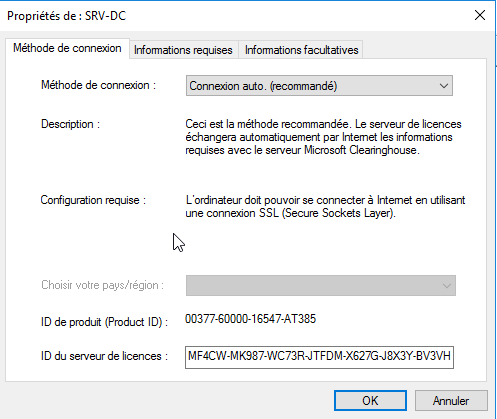 Propriétés de : SRV-DC
Méthode de connexion Informations requises Informations facultatives
Méthode de connexion : Connexion auto. (recommandé)
Description : Ceci est la méthode recommandée. Le serveur de licences
échangera automatiquement par Internet les informations
requises avec le serveur Microsoft Clearinghouse.
Configuration requise : L'ordinateur doit pouvoir se connecter à Internet en utilisant
une connexion SSL (Secure Sockets Layer).
Choisir votre pays/région :
ID de produit (Product ID) : 00377-60000-16547-AT385
ID du serveur de licences : MF4CW-MK987-WC73R-JTFDM-X627G-J8X3Y-BV3VH
OK Annuler